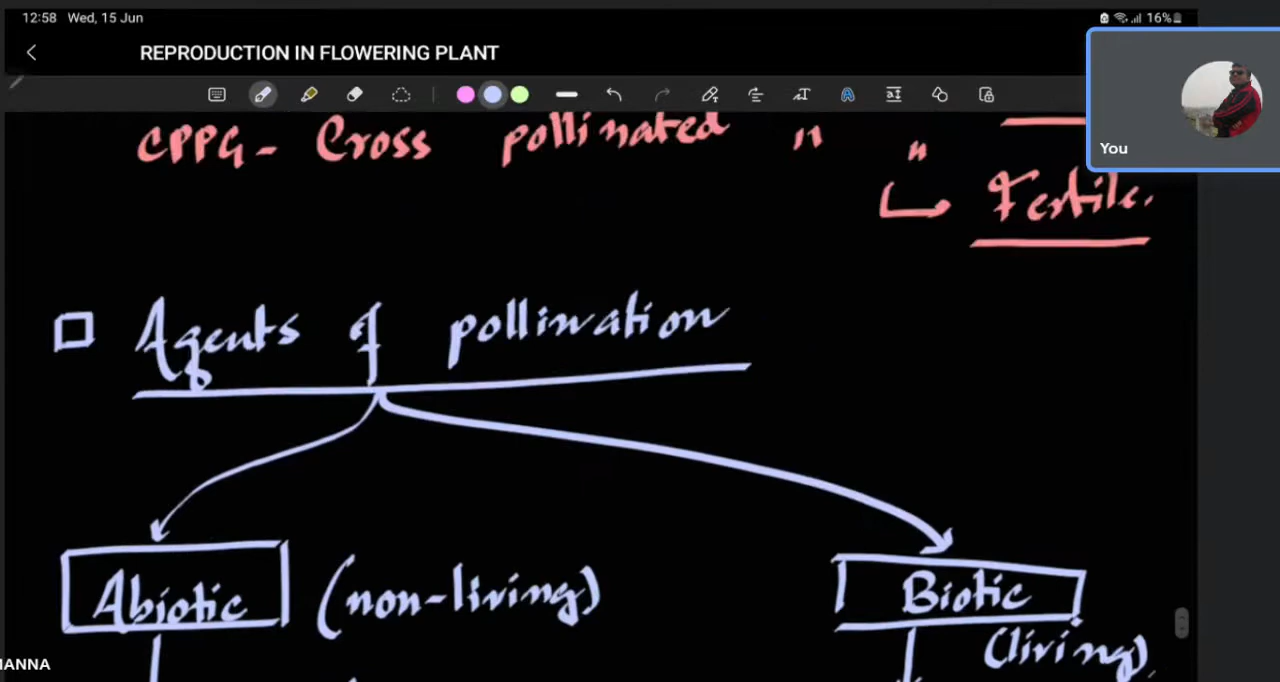 12:58 Wed, 15 Jun 16%
REPRODUCTION IN FLOWERING PLANT
You
CPPG - Cross pollinated " "
Fertile.
Agents of pollination
Abiotic (non-living)
Biotic
(living)
MANNA